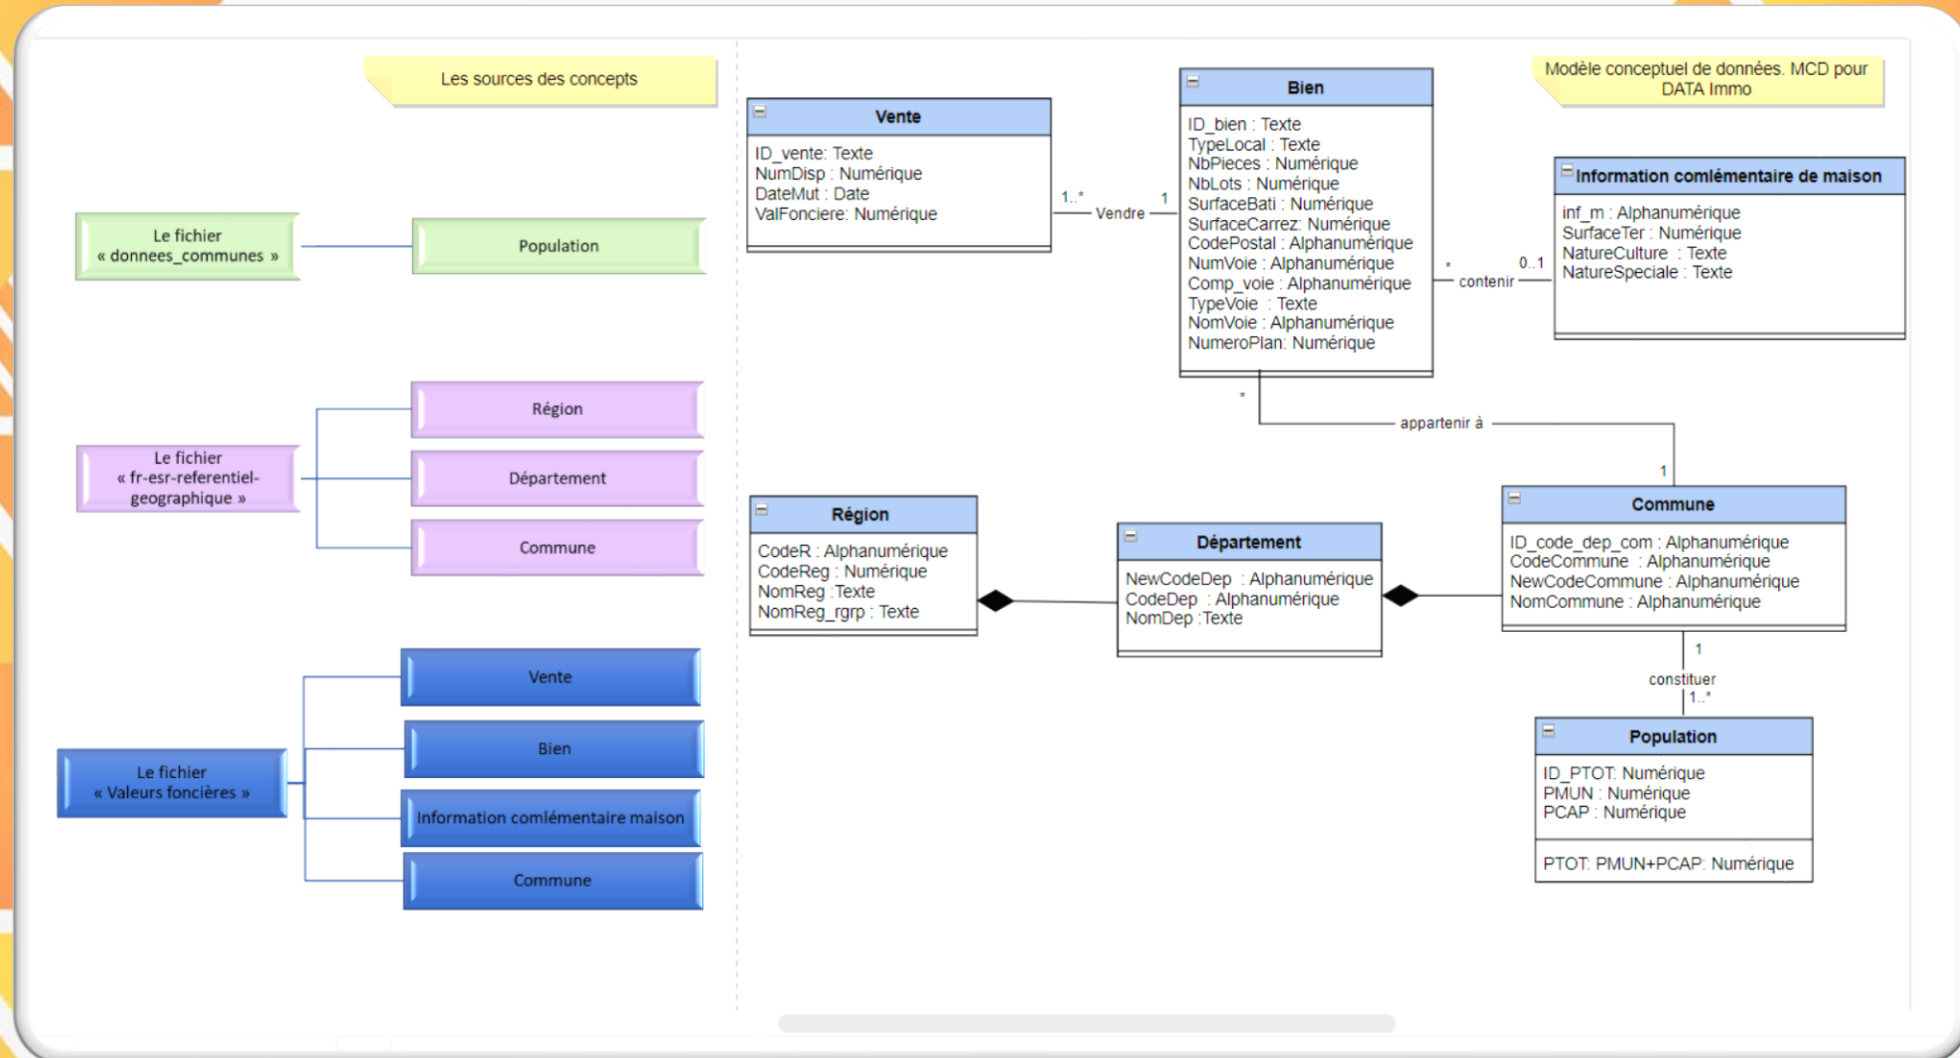 Les sources des concepts
Le fichier
« donnees_communes »
Population
Le fichier
« fr-esr-referentiel-
geographique »
Région
Département
Commune
Le fichier
« Valeurs foncières »
Vente
Bien
Information comlémentaire maison
Commune
Modèle conceptuel de données. MCD pour
DATA Immo
Vente
ID_vente: Texte
NumDisp : Numérique
DateMut : Date
ValFonciere: Numérique
1..*
Vendre
1
Bien
ID_bien : Texte
TypeLocal : Texte
NbPieces : Numérique
NbLots : Numérique
SurfaceBati : Numérique
SurfaceCarrez: Numérique
CodePostal : Alphanumérique
NumVoie : Alphanumérique
Comp_voie : Alphanumérique
TypeVoie : Texte
NomVoie : Alphanumérique
NumeroPlan: Numérique
*
contenir
0..1
Information comlémentaire de maison
inf_m : Alphanumérique
SurfaceTer : Numérique
NatureCulture : Texte
NatureSpeciale : Texte
*
appartenir à
1
Région
CodeR : Alphanumérique
CodeReg : Numérique
NomReg :Texte
NomReg_rgrp : Texte
Département
NewCodeDep : Alphanumérique
CodeDep : Alphanumérique
NomDep :Texte
Commune
ID_code_dep_com : Alphanumérique
CodeCommune : Alphanumérique
NewCodeCommune : Alphanumérique
NomCommune : Alphanumérique
1
constituer
1..*
Population
ID_PTOT: Numérique
PMUN : Numérique
PCAP : Numérique
PTOT: PMUN+PCAP: Numérique